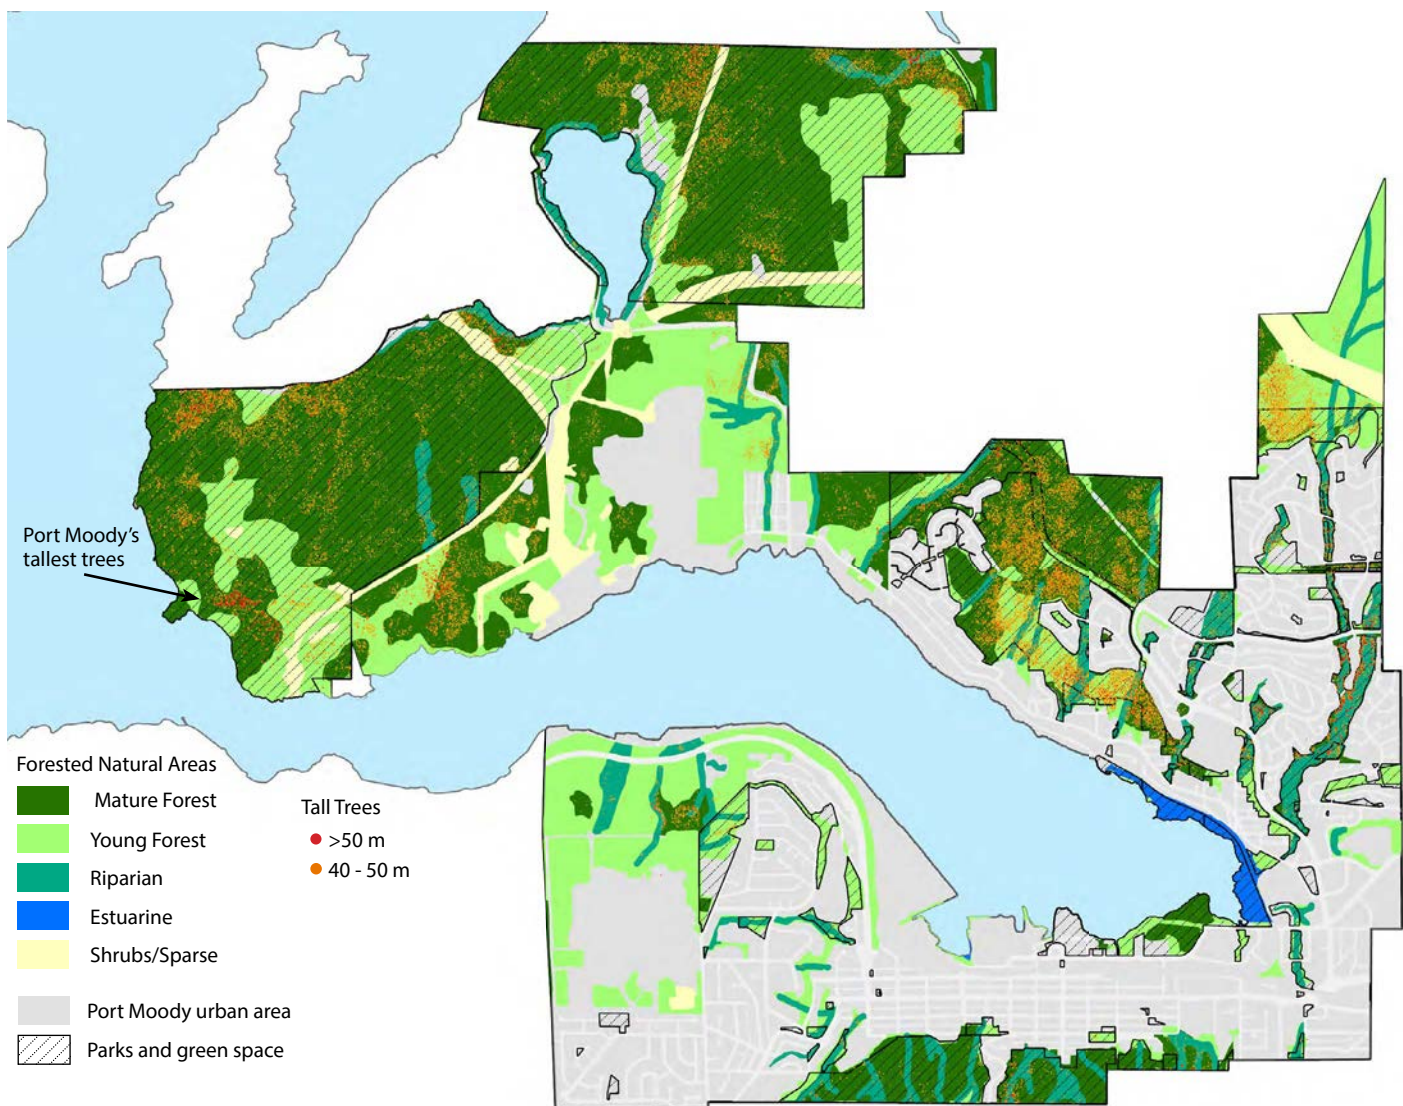 Port Moody's
tallest trees
Forested Natural Areas
Mature Forest
Young Forest
Riparian
Estuarine
Shrubs/Sparse
Port Moody urban area
Parks and green space
Tall Trees
>50 m
40 - 50 m